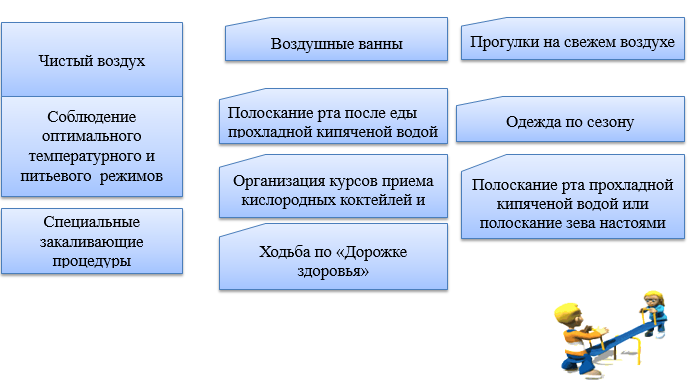 Чистый воздух
Соблюдение
оптимального
температурного и
питьевого режимов
Специальные
закаливающие
процедуры
Воздушные ванны
Полоскание рта после еды
прохладной кипяченой водой
Организация курсов приема
кислородных коктейлей и
Ходьба по «Дорожке
здоровья»
Прогулки на свежем воздухе
Одежда по сезону
Полоскание рта прохладной
кипяченой водой или
полоскание зева настоями